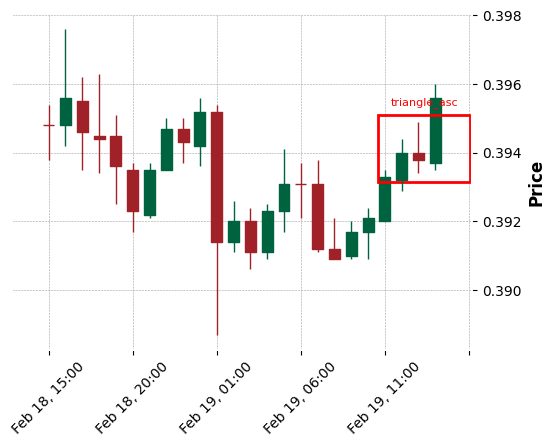 0.398
0.396
triangle_asc
0.394
0.392
0.390
Price
Feb 18, 15:00
Feb 18, 20:00
Feb 19, 01:00
Feb 19, 06:00
Feb 19, 11:00